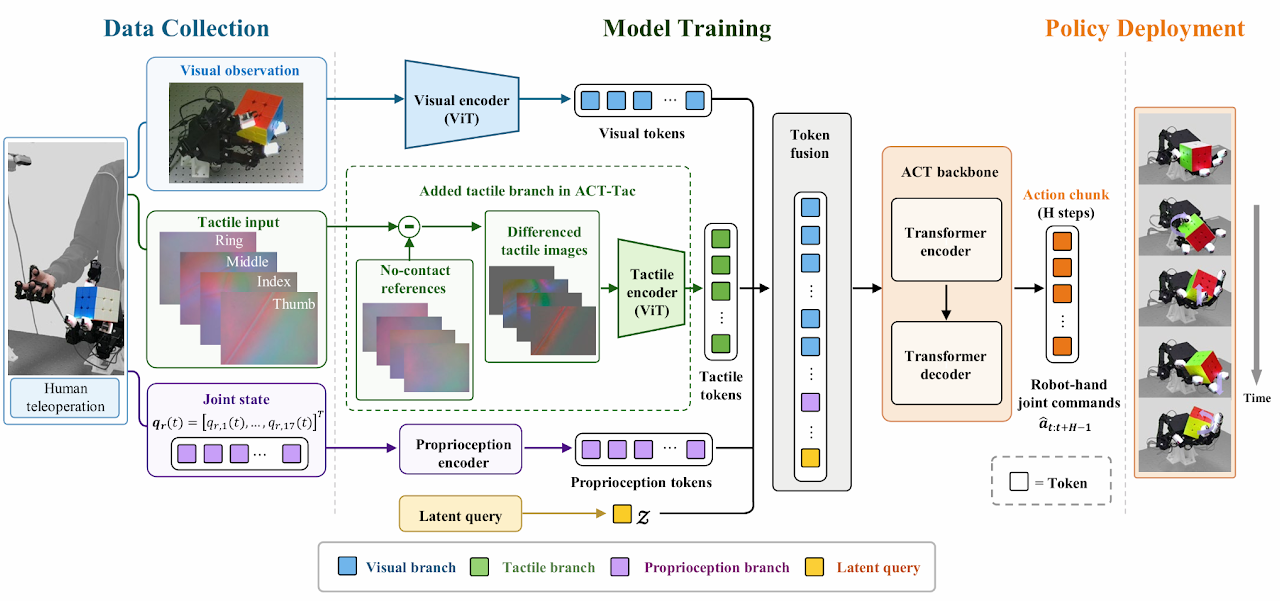 Data Collection
Model Training
Policy Deployment
Visual observation
Visual encoder
(ViT)
...
Visual tokens
Human
teleoperation
Tactile input
Ring
Middle
Index
Thumb
Added tactile branch in ACT-Tac
−
No-contact
references
Differenced
tactile images
Tactile
encoder
(ViT)
⋮
Tactile
tokens
Joint state
𝒒𝒓(t) = [q_{r,1}(t), ..., q_{r,17}(t)]^T
...
Proprioception
encoder
...
Proprioception tokens
Latent query
𝓏
Token
fusion
⋮
⋮
⋮
ACT backbone
Transformer
encoder
Transformer
decoder
Action chunk
(H steps)
⋮
Robot-hand
joint commands
â_{t:t+H−1}
= Token
Time
Visual branch
Tactile branch
Proprioception branch
Latent query